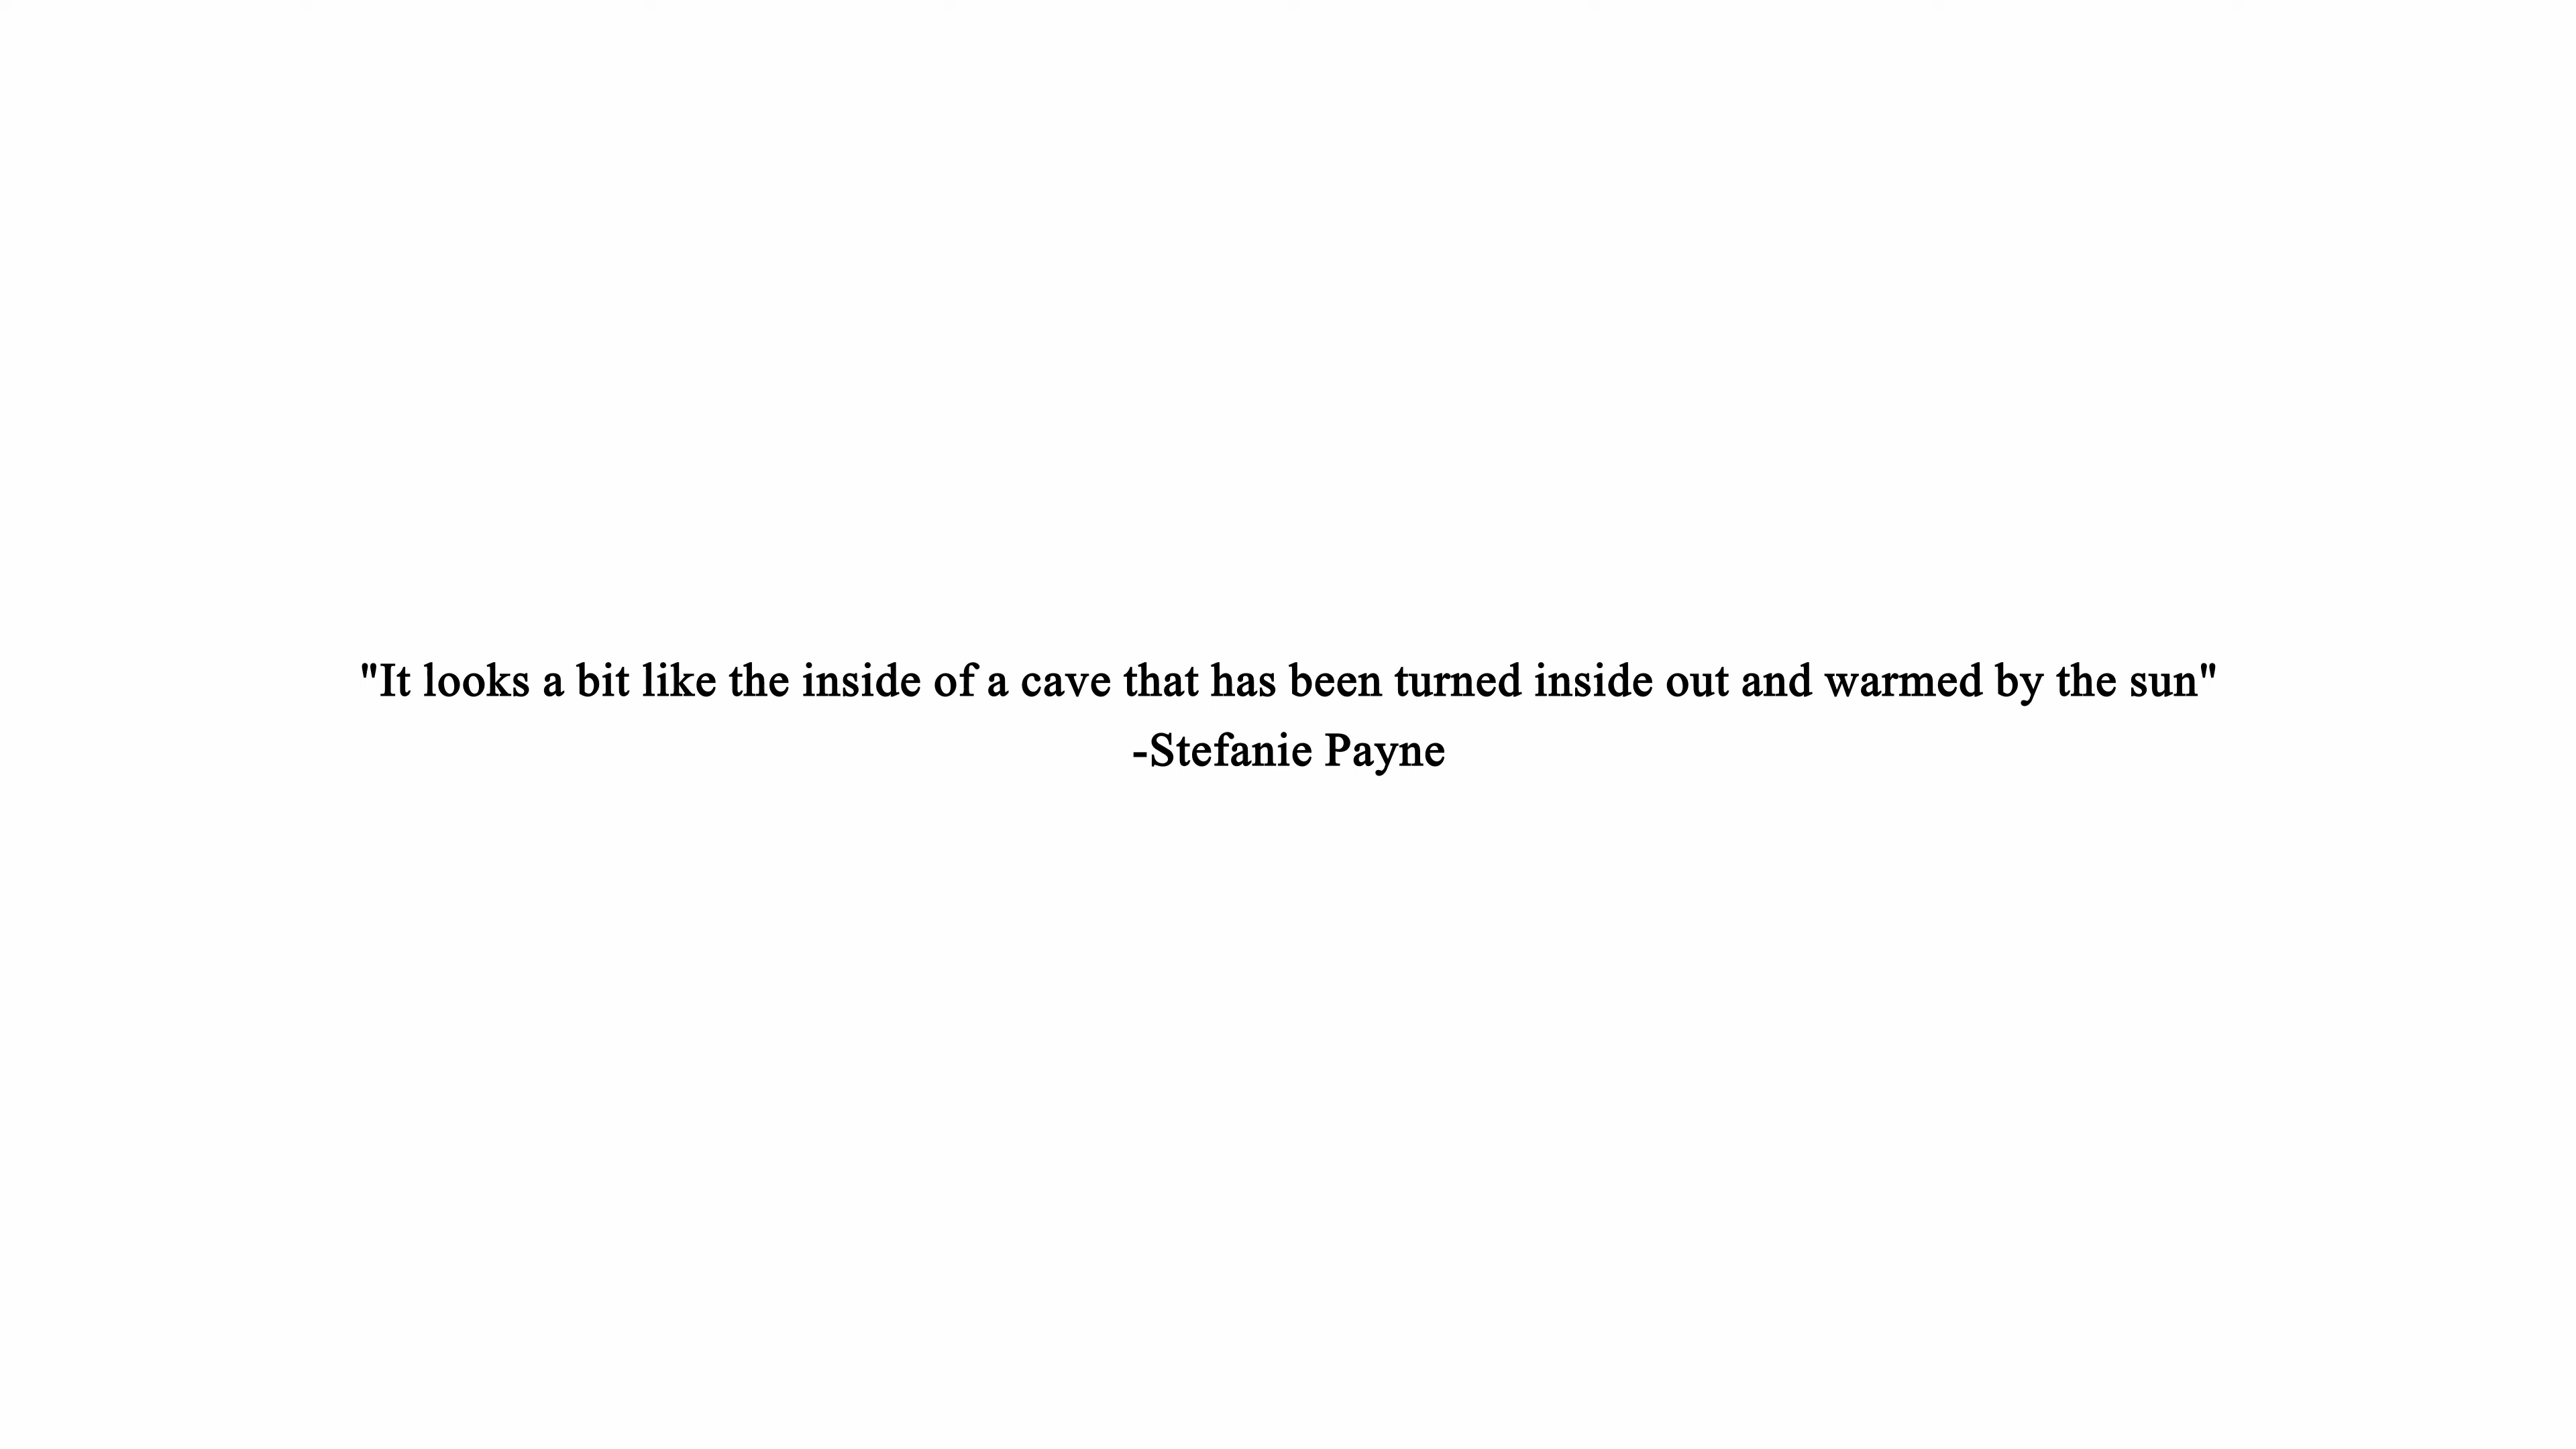 "It looks a bit like the inside of a cave that has been turned inside out and warmed by the sun"
-Stefanie Payne